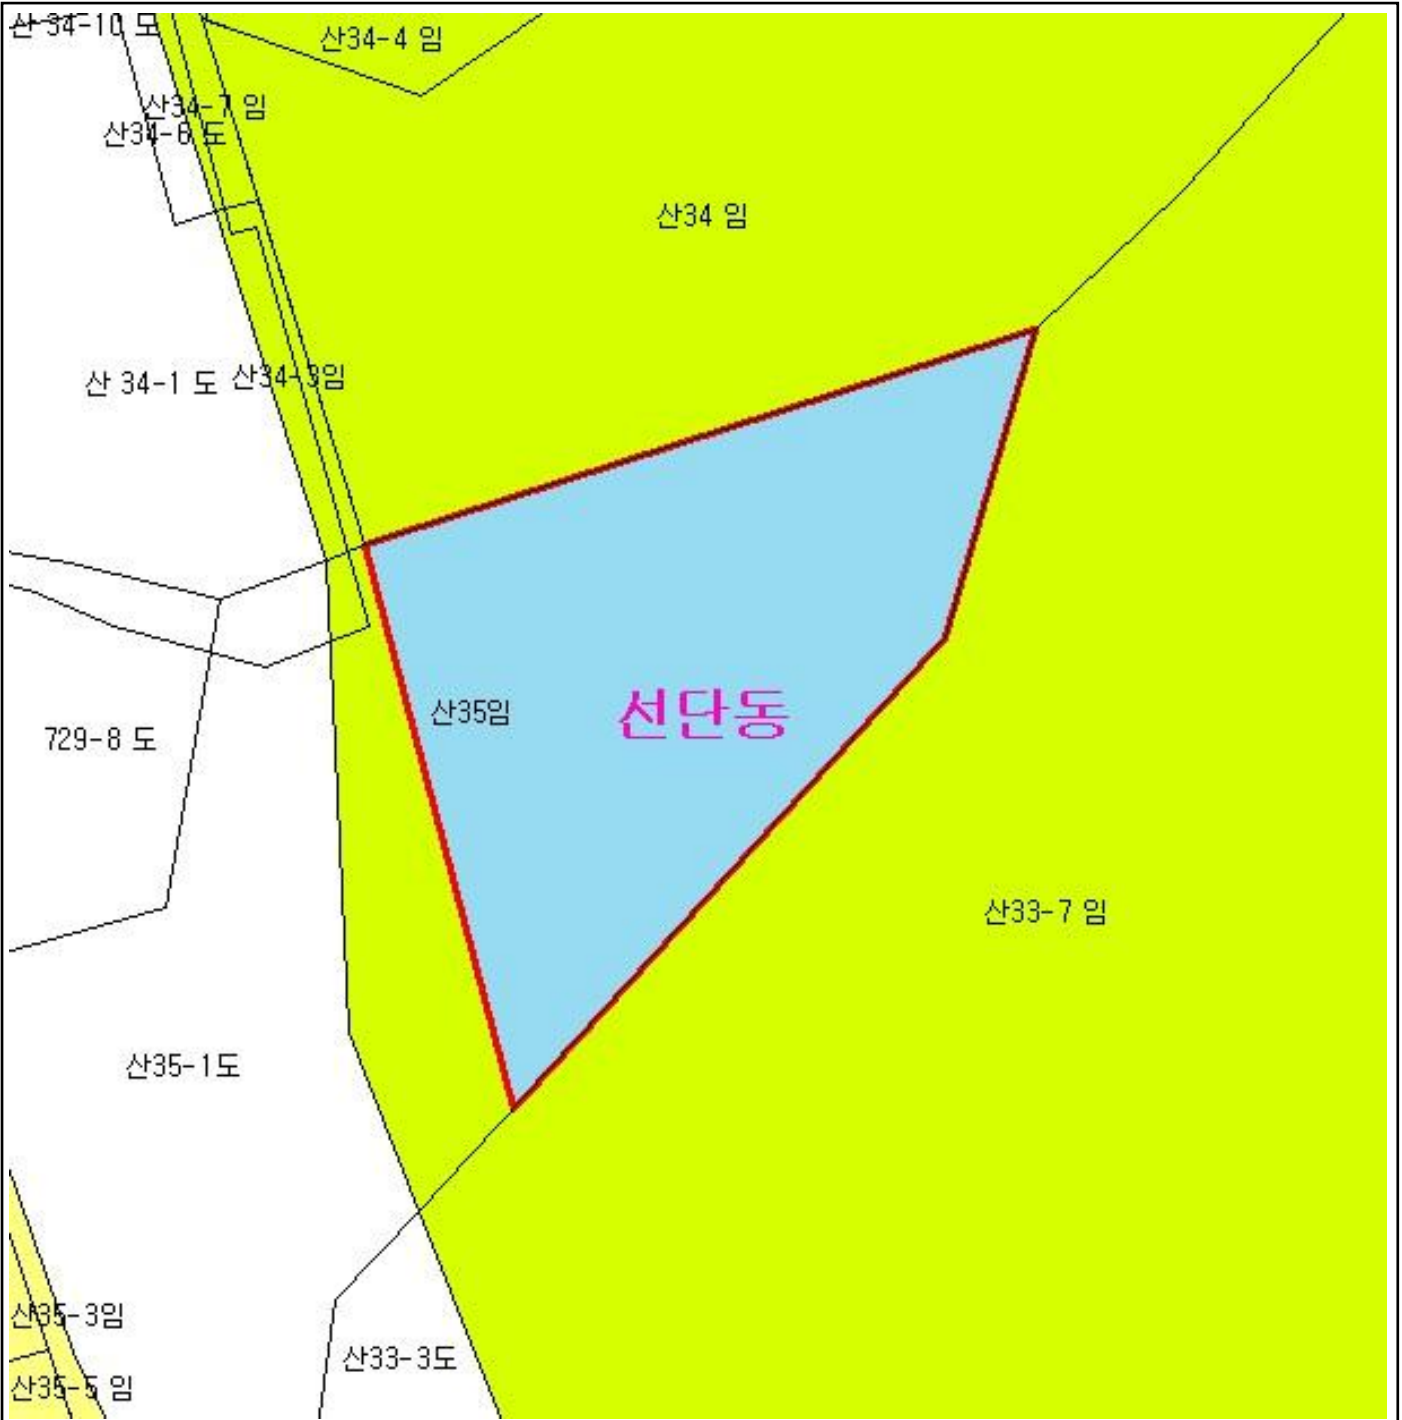 산 34-10 도
산34-4 임
산34-7 임
산34-6 도
산34 임
산 34-1 도
산34-3임
산35임
선단동
729-8 도
산33-7 임
산35-1도
산35-3임
산33-3도
산35-5 임